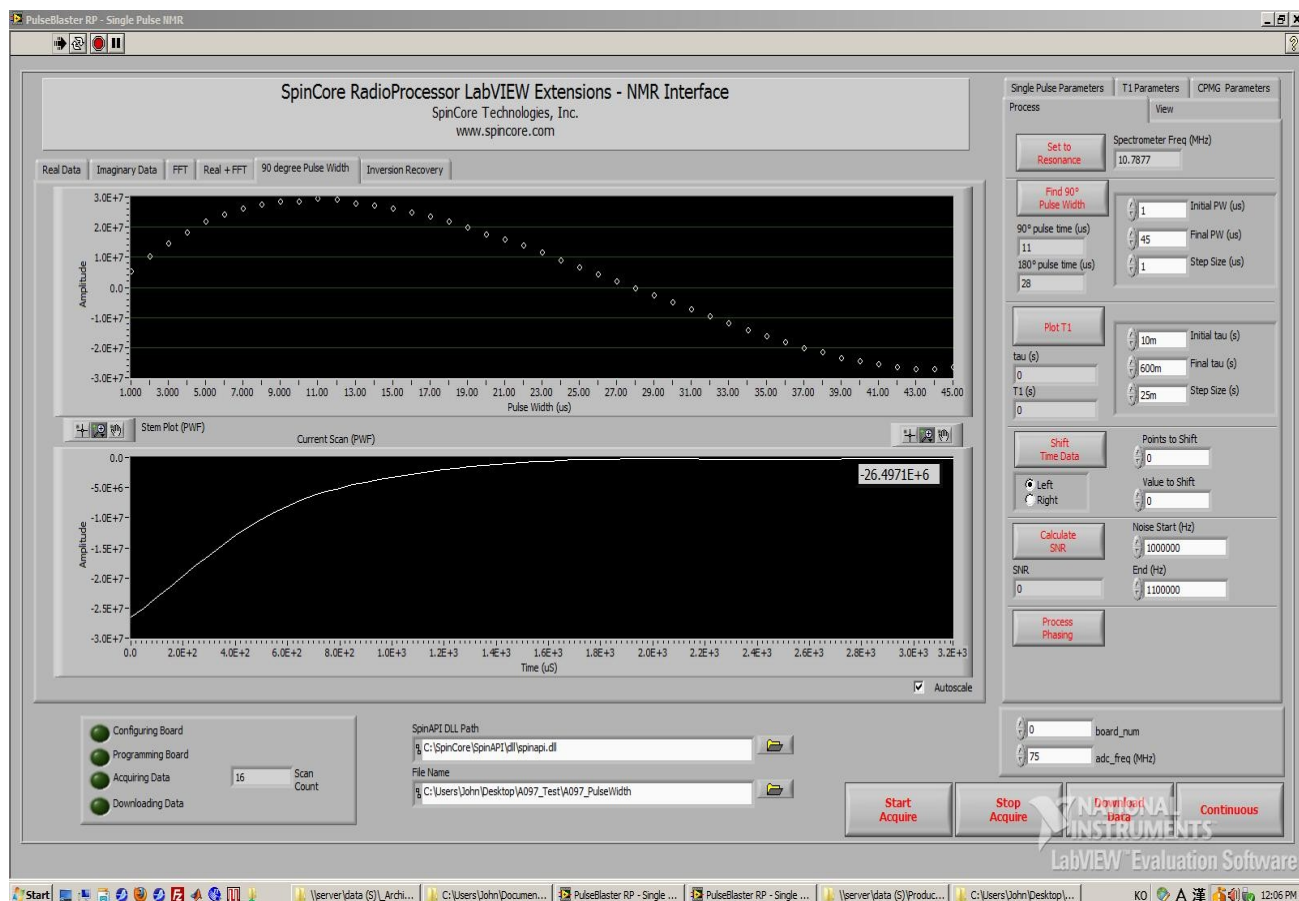 PulseBlaster RP - Single Pulse NMR
SpinCore RadioProcessor LabVIEW Extensions - NMR Interface
SpinCore Technologies, Inc.
www.spincore.com
Real Data
Imaginary Data
FFT
Real + FFT
90 degree Pulse Width
Inversion Recovery
3.0E+7
2.0E+7
1.0E+7
0.0
-1.0E+7
-2.0E+7
-3.0E+7
Amplitude
1.000 3.000 5.000 7.000 9.000 11.00 13.00 15.00 17.00 19.00 21.00 23.00 25.00 27.00 29.00 31.00 33.00 35.00 37.00 39.00 41.00 43.00 45.00
Pulse Width (us)
Stem Plot (PWF)
Current Scan (PWF)
0.0
-5.0E+6
-1.0E+7
-1.5E+7
-2.0E+7
-2.5E+7
-3.0E+7
Amplitude
-26.4971E+6
0.0 2.0E+2 4.0E+2 6.0E+2 8.0E+2 1.0E+3 1.2E+3 1.4E+3 1.6E+3 1.8E+3 2.0E+3 2.2E+3 2.4E+3 2.6E+3 2.8E+3 3.0E+3 3.2E+3
Time (uS)
Autoscale
Configuring Board
Programming Board
Acquiring Data
Downloading Data
16
Scan
Count
SpinAPI DLL Path
C:\SpinCore\SpinAPI\dll\spinapi.dll
File Name
C:\Users\John\Desktop\A097_Test\A097_PulseWidth
Single Pulse Parameters
T1 Parameters
CPMG Parameters
Process
View
Set to
Resonance
Spectrometer Freq (MHz)
10.7877
Find 90°
Pulse Width
90° pulse time (us)
11
180° pulse time (us)
28
1 Initial PW (us)
45 Final PW (us)
1 Step Size (us)
Plot T1
tau (s)
0
T1 (s)
0
10m Initial tau (s)
600m Final tau (s)
25m Step Size (s)
Shift
Time Data
Left
Right
Points to Shift
0
Value to Shift
0
Calculate
SNR
SNR
0
Noise Start (Hz)
1000000
End (Hz)
1100000
Process
Phasing
0 board_num
75 adc_freq (MHz)
Start
Acquire
Stop
Acquire
Download
Data
Continuous
NATIONAL
INSTRUMENTS
LabVIEW™ Evaluation Software
Start
\\server\data (S)\_Archi...
C:\Users\John\Documen...
PulseBlaster RP - Single ...
PulseBlaster RP - Single ...
\\server\data (S)\Produc...
C:\Users\John\Desktop\...
KO
A 漢
12:06 PM